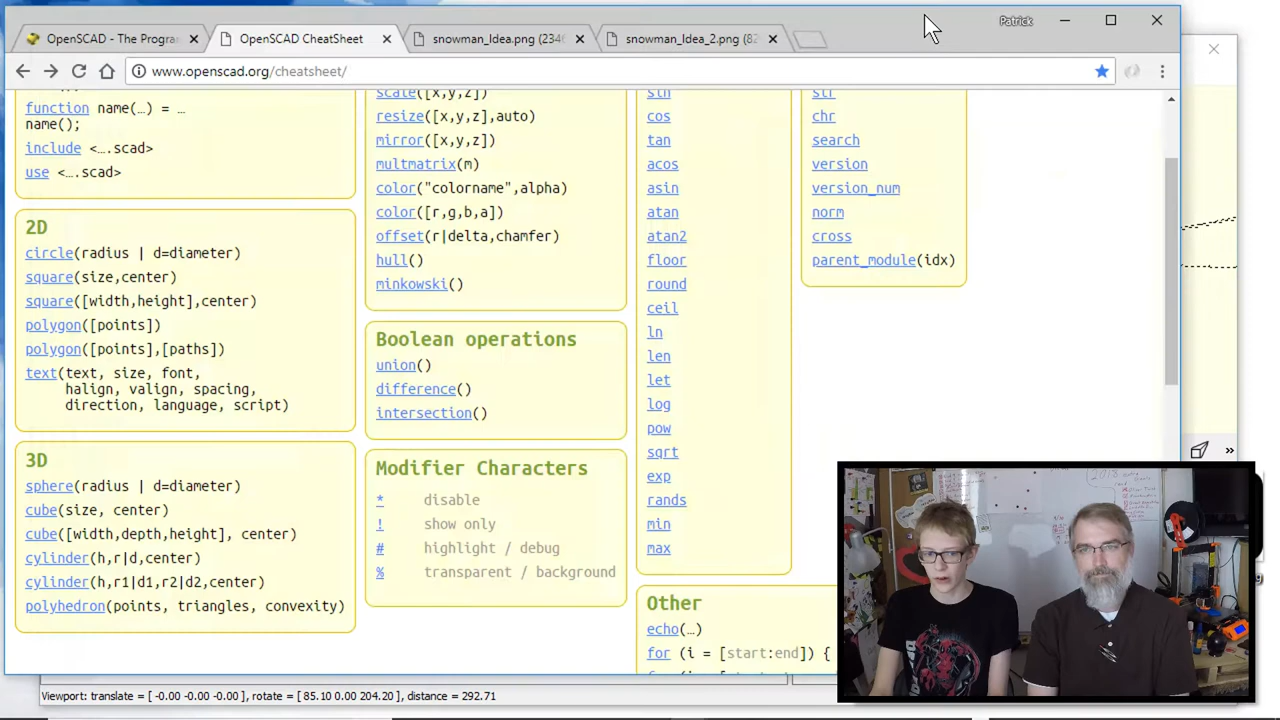 Patrick
OpenSCAD - The Progra
OpenSCAD CheatSheet
snowman_Idea.png (234
snowman_Idea_2.png (82
www.openscad.org/cheatsheet/
function name(…) = …
name();
include <….scad>
use <….scad>
2D
circle(radius | d=diameter)
square(size,center)
square([width,height],center)
polygon([points])
polygon([points],[paths])
text(text, size, font,
halign, valign, spacing,
direction, language, script)
3D
sphere(radius | d=diameter)
cube(size, center)
cube([width,depth,height], center)
cylinder(h,r|d,center)
cylinder(h,r1|d1,r2|d2,center)
polyhedron(points, triangles, convexity)
scale([x,y,z])
resize([x,y,z],auto)
mirror([x,y,z])
multmatrix(m)
color("colorname",alpha)
color([r,g,b,a])
offset(r|delta,chamfer)
hull()
minkowski()
Boolean operations
union()
difference()
intersection()
Modifier Characters
* disable
! show only
# highlight / debug
% transparent / background
sin
cos
tan
acos
asin
atan
atan2
floor
round
ceil
ln
len
let
log
pow
sqrt
exp
rands
min
max
Other
echo(…)
for (i = [start:end]) {
str
chr
search
version
version_num
norm
cross
parent_module(idx)
Viewport: translate = [ -0.00 -0.00 -0.00 ], rotate = [ 85.10 0.00 204.20 ], distance = 292.71